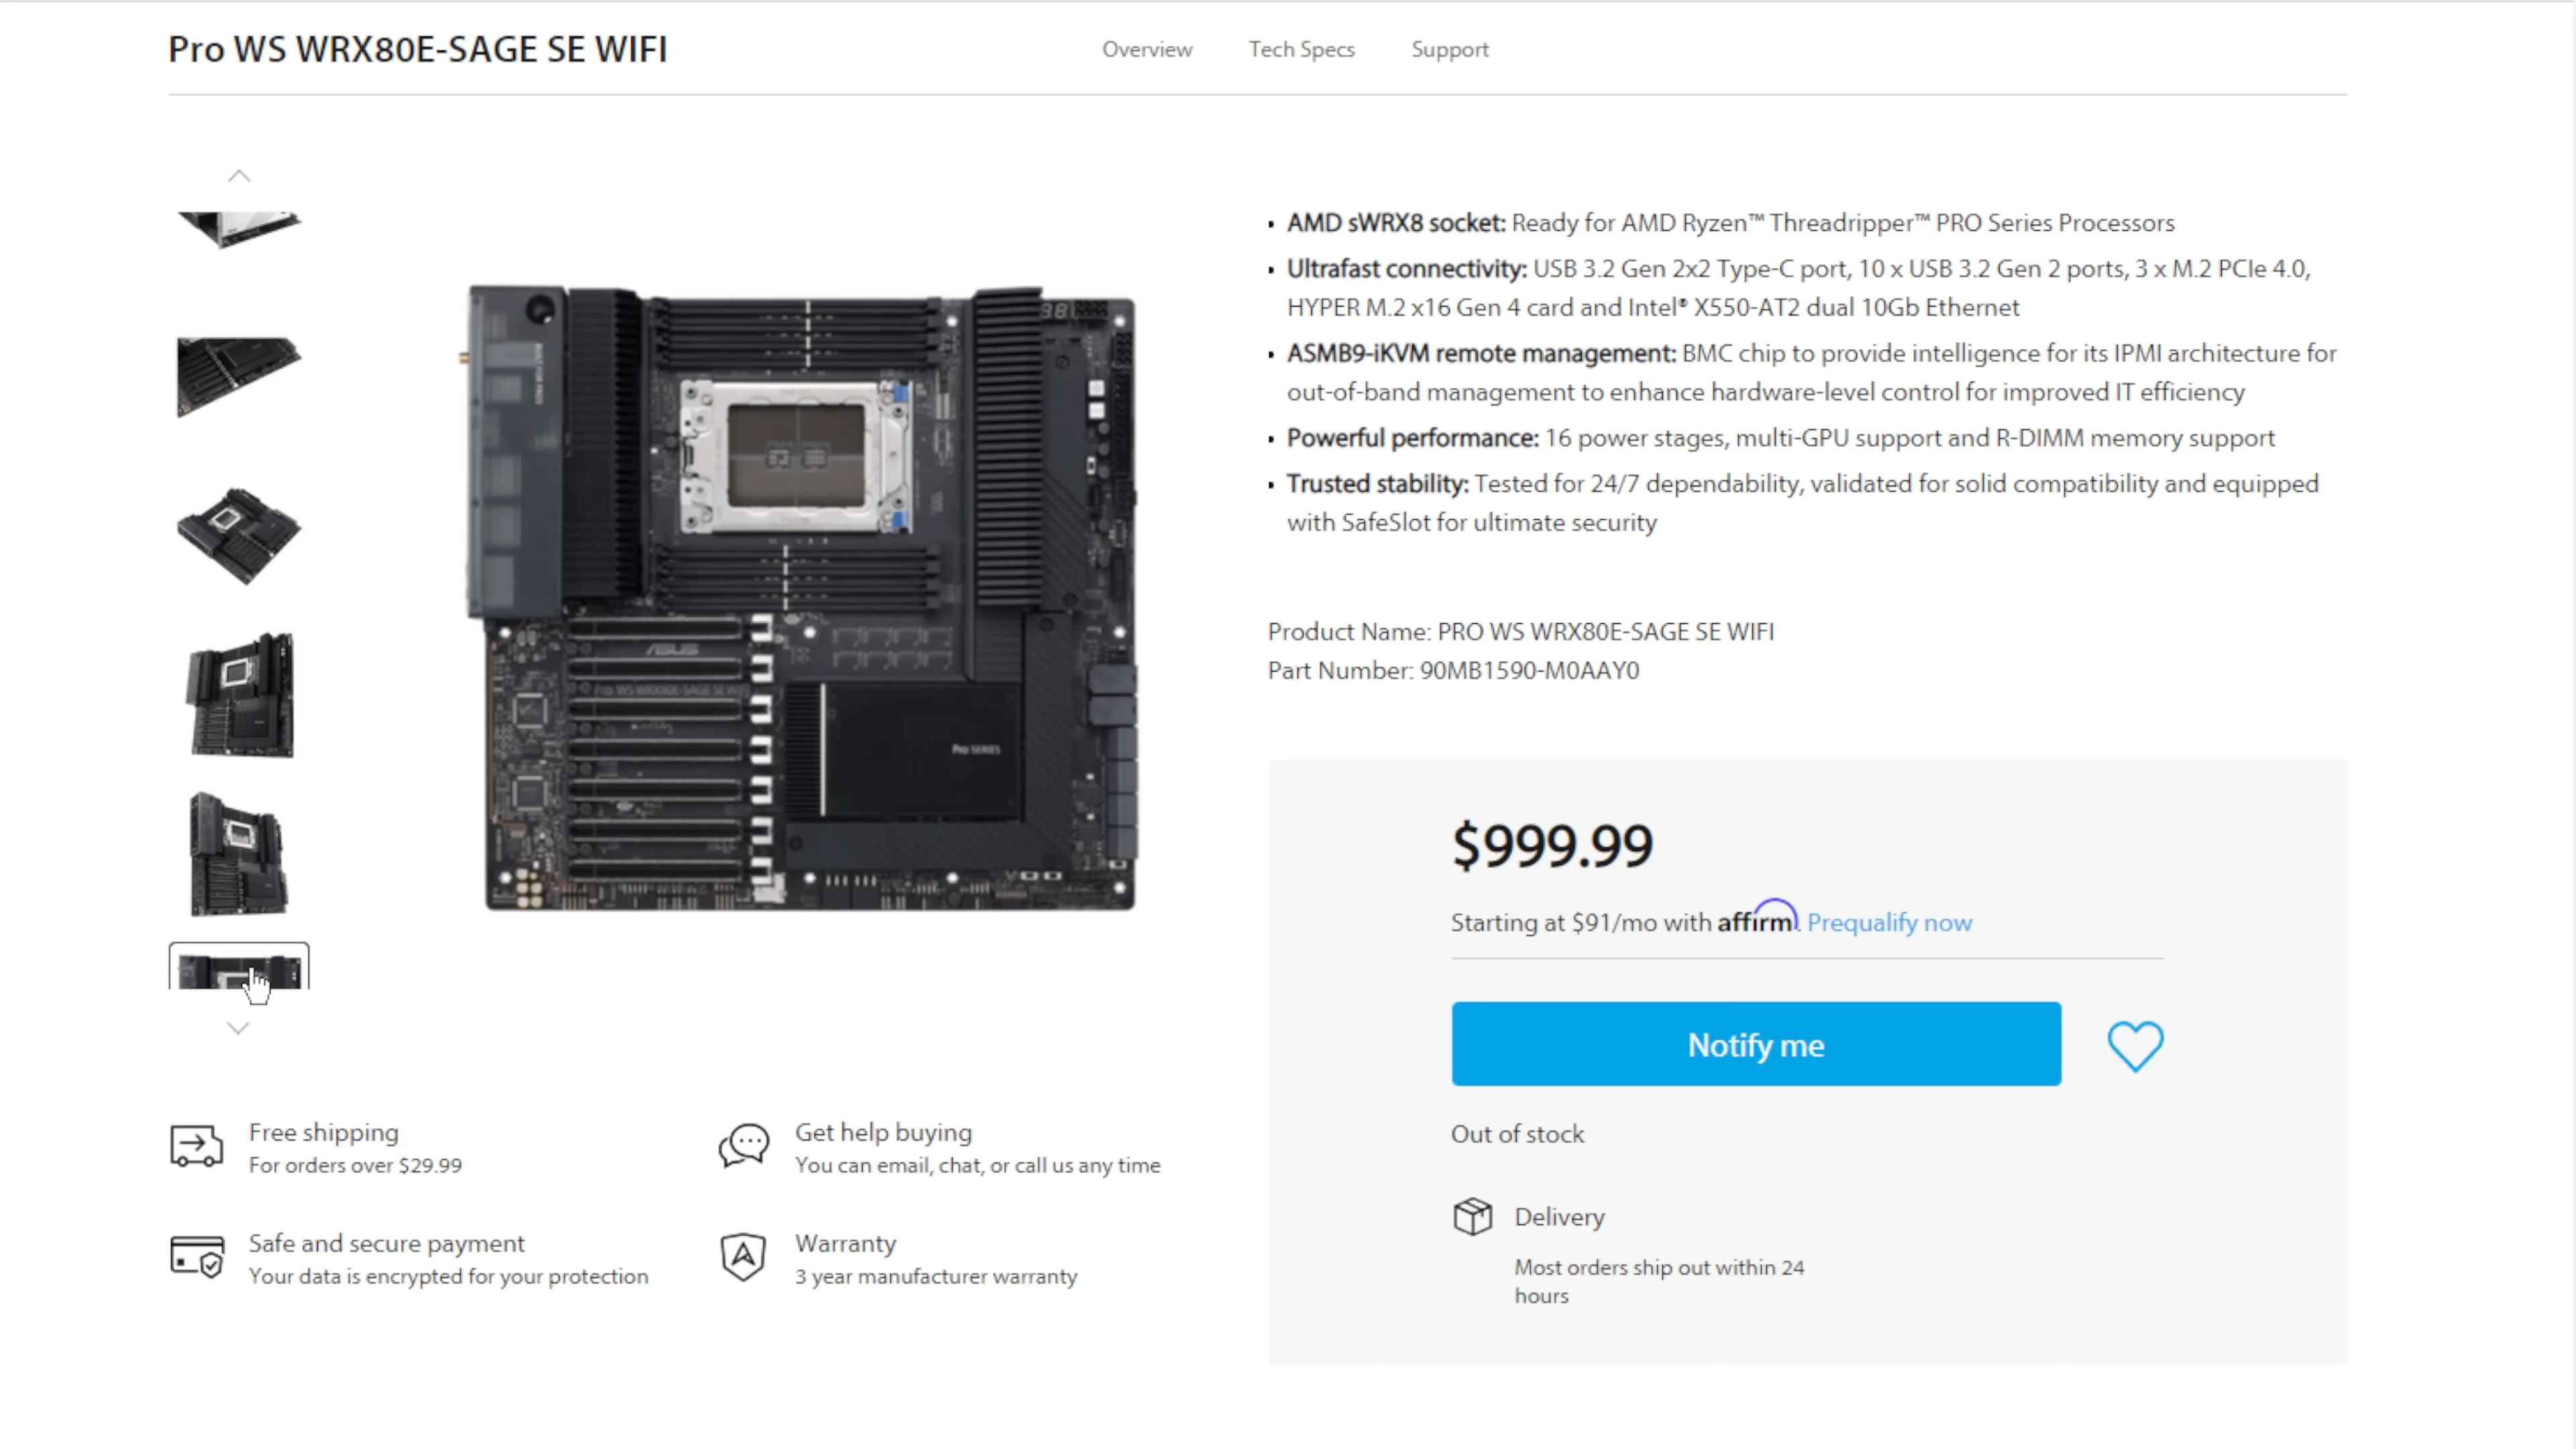 Pro WS WRX80E-SAGE SE WIFI
Overview
Tech Specs
Support
AMD sWRX8 socket: Ready for AMD Ryzen™ Threadripper™ PRO Series Processors
Ultrafast connectivity: USB 3.2 Gen 2x2 Type-C port, 10 x USB 3.2 Gen 2 ports, 3 x M.2 PCIe 4.0,
HYPER M.2 x16 Gen 4 card and Intel® X550-AT2 dual 10Gb Ethernet
ASMB9-iKVM remote management: BMC chip to provide intelligence for its IPMI architecture for
out-of-band management to enhance hardware-level control for improved IT efficiency
Powerful performance: 16 power stages, multi-GPU support and R-DIMM memory support
Trusted stability: Tested for 24/7 dependability, validated for solid compatibility and equipped
with SafeSlot for ultimate security
ASUS
Pro WS WRX80E-SAGE SE WIFI
Pro SERIES
Product Name: PRO WS WRX80E-SAGE SE WIFI
Part Number: 90MB1590-M0AAY0
$999.99
Starting at $91/mo with affirm. Prequalify now
Notify me
Out of stock
Delivery
Most orders ship out within 24
hours
Free shipping
For orders over $29.99
Get help buying
You can email, chat, or call us any time
Safe and secure payment
Your data is encrypted for your protection
Warranty
3 year manufacturer warranty